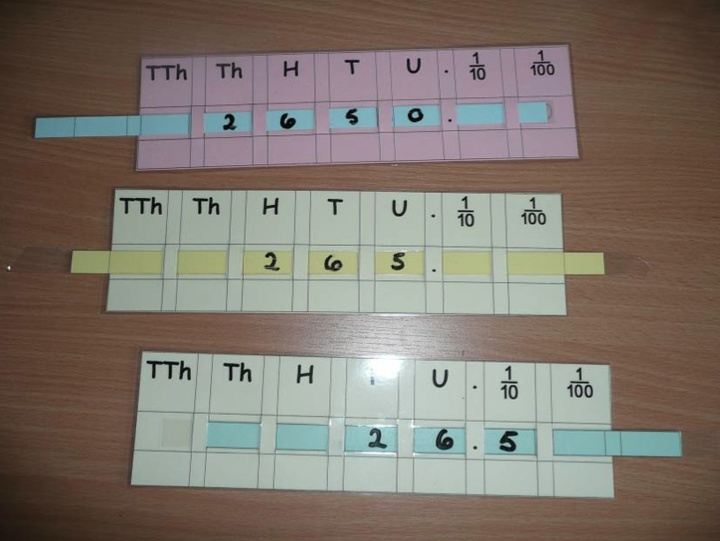 TTh Th H T U . 1/10 1/100
2 6 5 0 .
TTh Th H T U . 1/10 1/100
2 6 5 .
TTh Th H U . 1/10 1/100
2 6 . 5